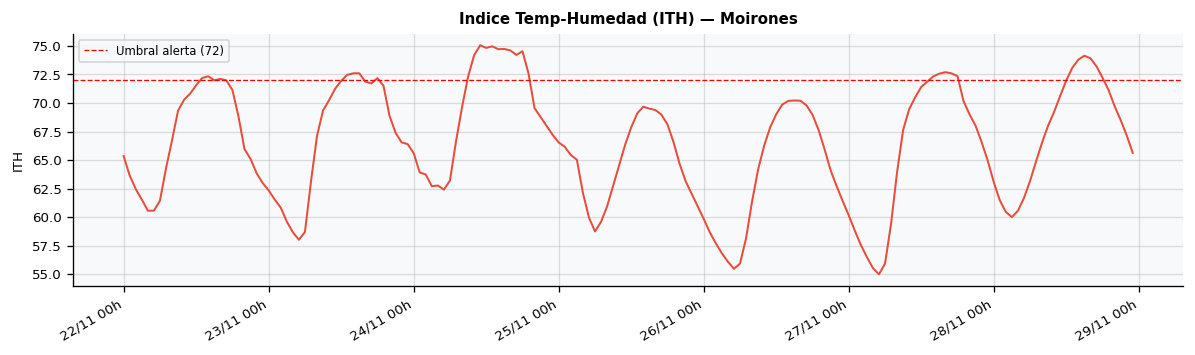 Indice Temp-Humedad (ITH) — Moirones
Umbral alerta (72)
ITH
75.0
72.5
70.0
67.5
65.0
62.5
60.0
57.5
55.0
22/11 00h
23/11 00h
24/11 00h
25/11 00h
26/11 00h
27/11 00h
28/11 00h
29/11 00h